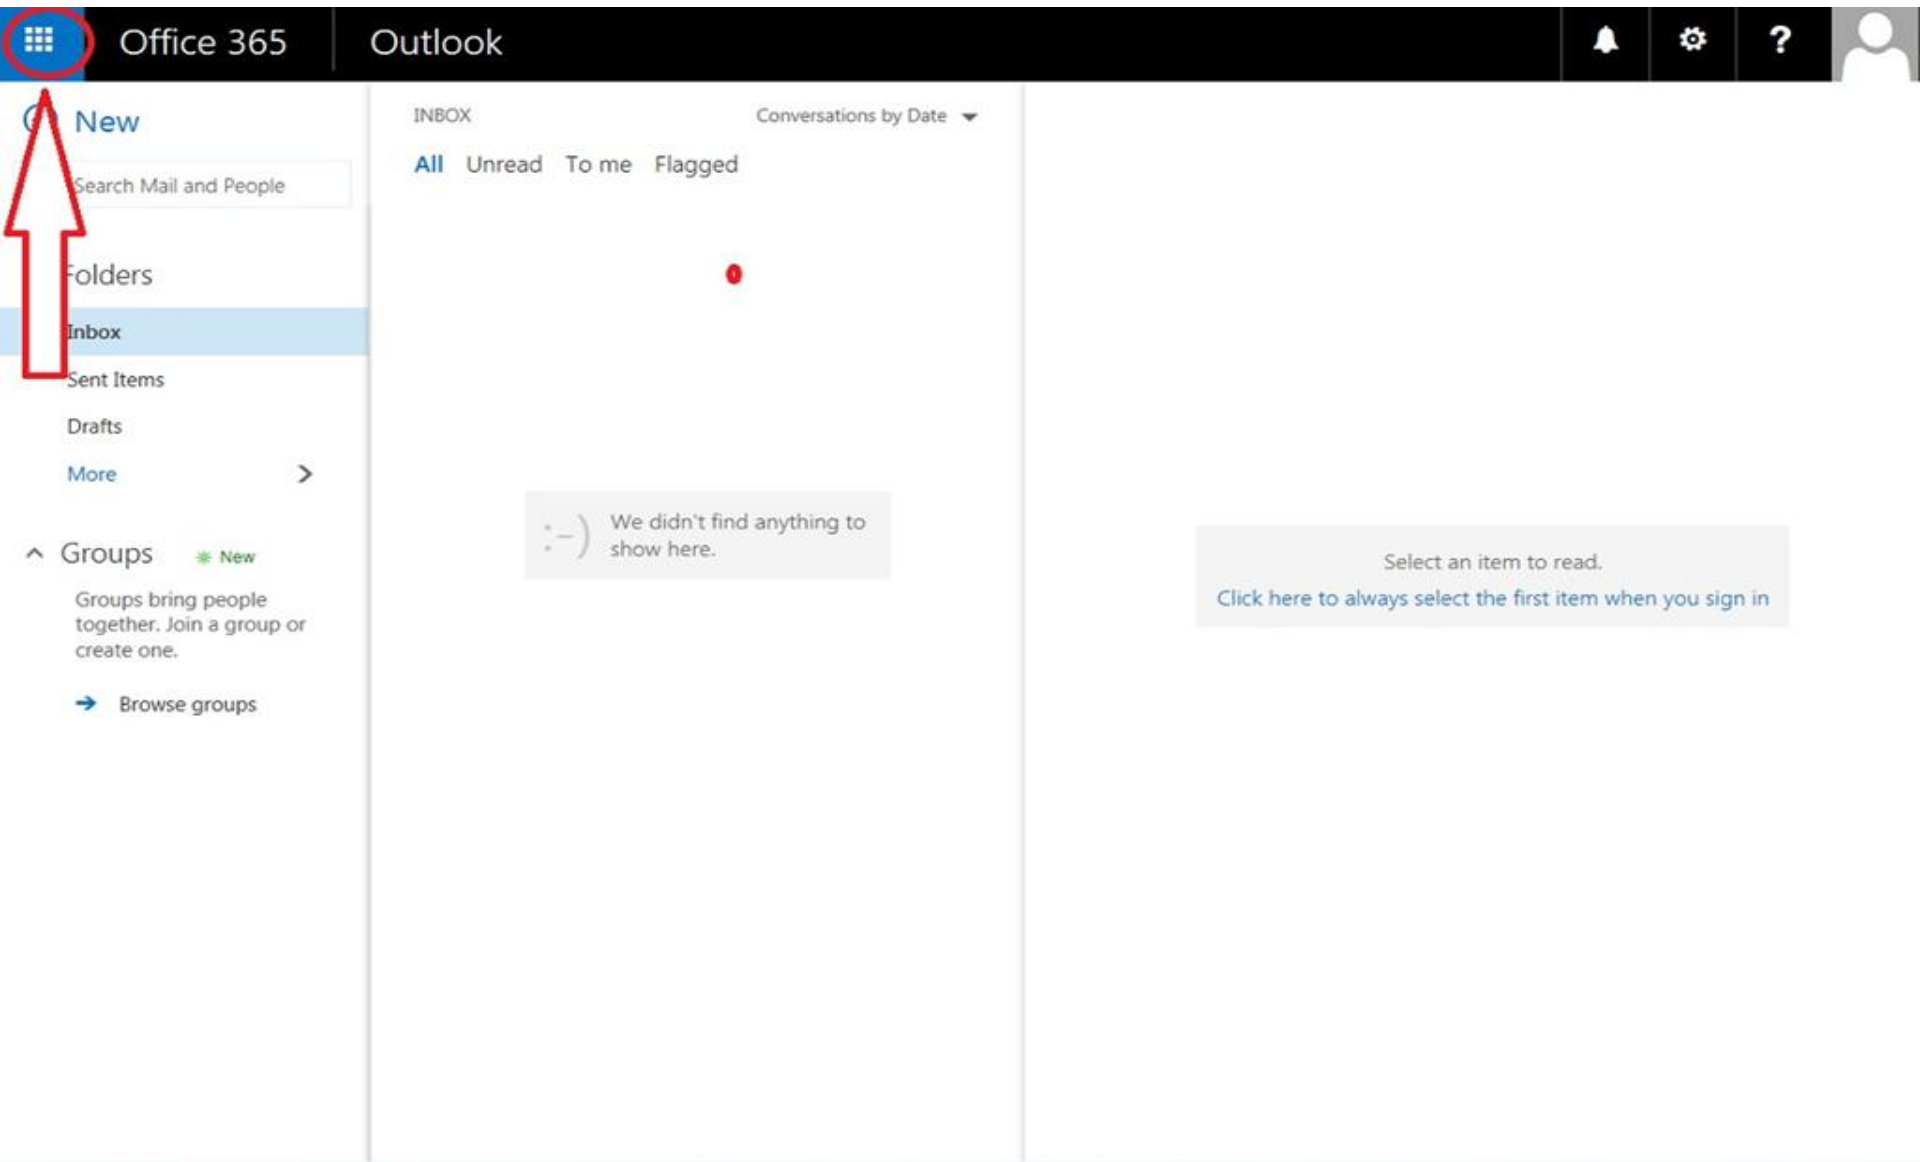 Office 365
Outlook
?
New
Search Mail and People
Folders
Inbox
Sent Items
Drafts
More
Groups
New
Groups bring people
together. Join a group or
create one.
Browse groups
INBOX
Conversations by Date
All Unread To me Flagged
:-)
We didn't find anything to
show here.
Select an item to read.
Click here to always select the first item when you sign in